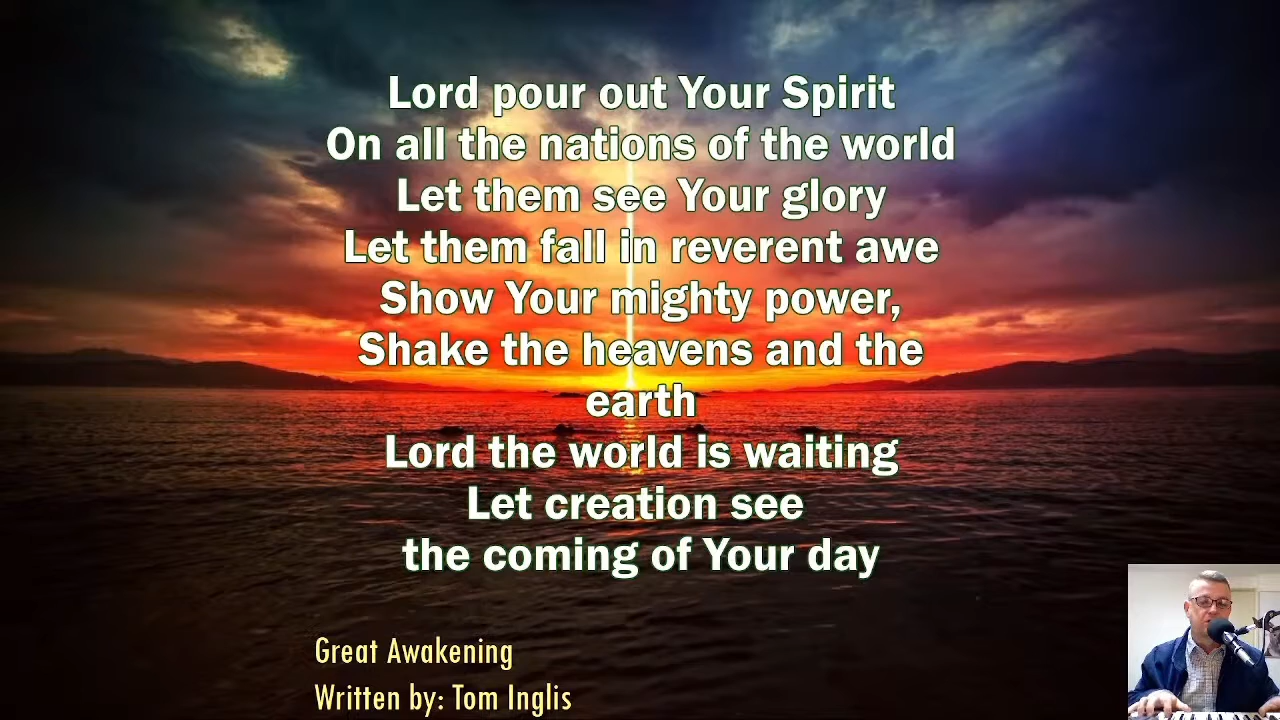 Lord pour out Your Spirit
On all the nations of the world
Let them see Your glory
Let them fall in reverent awe
Show Your mighty power,
Shake the heavens and the
earth
Lord the world is waiting
Let creation see
the coming of Your day
Great Awakening
Written by: Tom Inglis